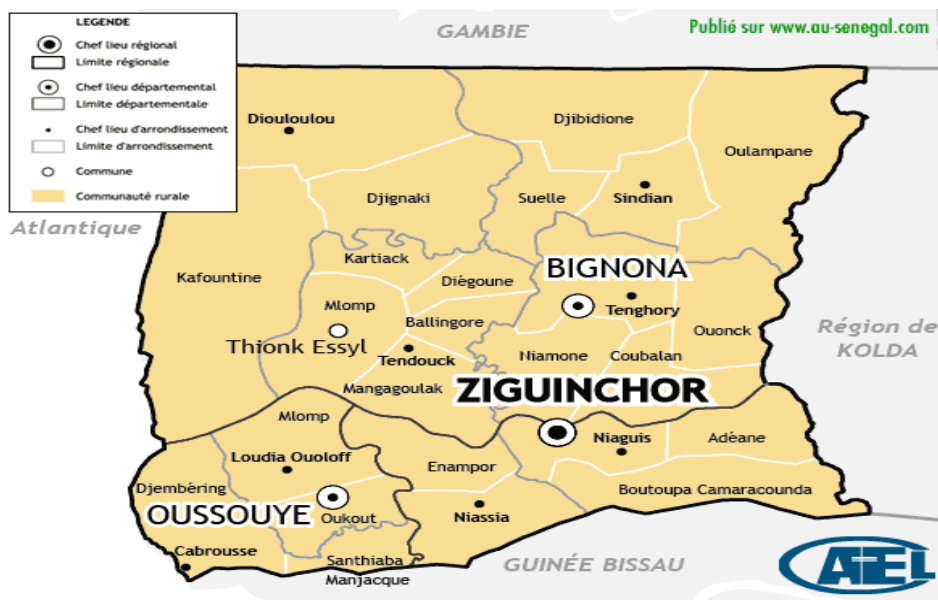 LEGENDE
Chef lieu régional
Limite régionale
Chef lieu départemental
Limite départementale
Chef lieu d'arrondissement
Limite d'arrondissement
Commune
Communauté rurale
GAMBIE
Publié sur www.au-senegal.com
Diouloulou
Djibidione
Oulampane
Djignaki
Suelle
Sindian
Atlantique
Kartiack
BIGNONA
Kafountine
Diégoune
Mlomp
Tenghory
Ballingore
Ouonck
Région de
KOLDA
Thionk Essyl
Tendouck
Niamone
Coubalan
Mangagoulak
ZIGUINCHOR
Mlomp
Niaguis
Adéane
Loudia Ouoloff
Enampor
Djembéring
Boutoupa Camaracounda
OUSSOUYE
Oukout
Niassia
Cabrousse
Santhiaba
Manjacque
GUINÉE BISSAU
ATEL